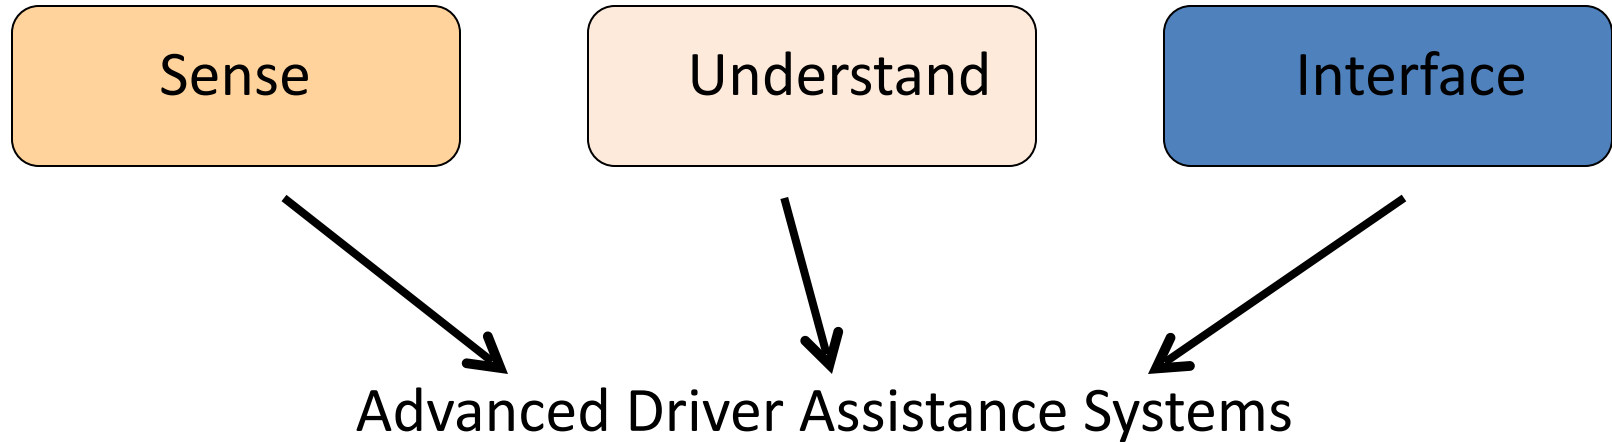 Sense
Understand
Interface
Advanced Driver Assistance Systems